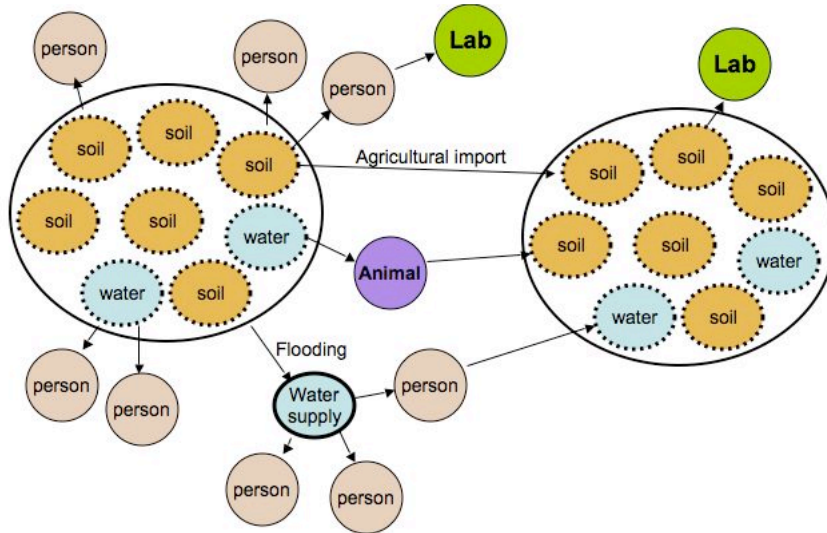 person
person
person
Lab
Lab
soil
soil
soil
Agricultural import
soil
soil
soil
soil
soil
water
Animal
soil
soil
water
water
soil
water
soil
Flooding
person
person
Water
supply
person
person
person